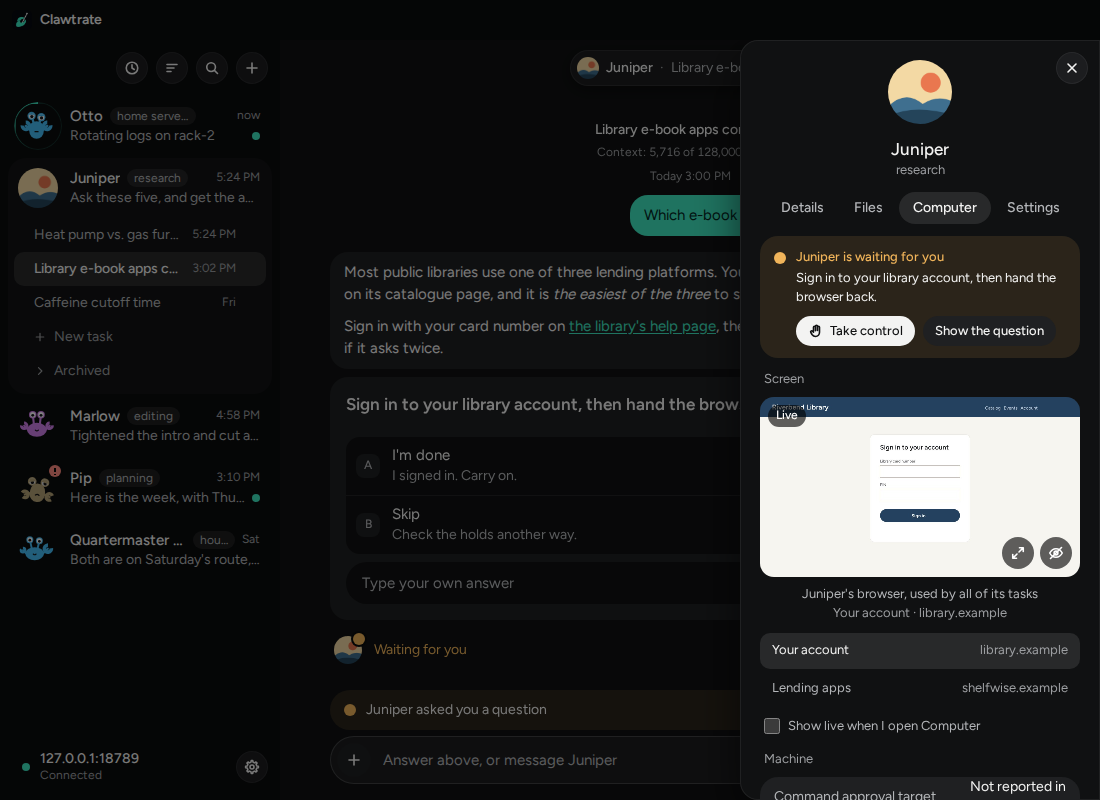 Clawtrate
Otto home serve... now
Rotating logs on rack-2
Juniper research 5:24 PM
Ask these five, and get the a...
Heat pump vs. gas fur... 5:24 PM
Library e-book apps c... 3:02 PM
Caffeine cutoff time Fri
New task
Archived
Marlow editing 4:58 PM
Tightened the intro and cut a...
Pip planning 3:10 PM
Here is the week, with Thu...
Quartermaster ... hou... Sat
Both are on Saturday's route,...
127.0.0.1:18789
Connected
Juniper · Library e-bo
Library e-book apps co
Context: 5,716 of 128,000
Today 3:00 PM
Which e-book
Most public libraries use one of three lending platforms. Yo
on its catalogue page, and it is the easiest of the three to s
Sign in with your card number on the library's help page, the
if it asks twice.
Sign in to your library account, then hand the brow
A I'm done
I signed in. Carry on.
B Skip
Check the holds another way.
Type your own answer
Waiting for you
Juniper asked you a question
Answer above, or message Juniper
Juniper
research
Details Files Computer Settings
Juniper is waiting for you
Sign in to your library account, then hand the
browser back.
Take control Show the question
Screen
Live
Library
Catalog Events Account
Sign in to your account
Library card number
PIN
Sign in
Juniper's browser, used by all of its tasks
Your account · library.example
Your account library.example
Lending apps shelfwise.example
Show live when I open Computer
Machine
Command approval target Not reported in